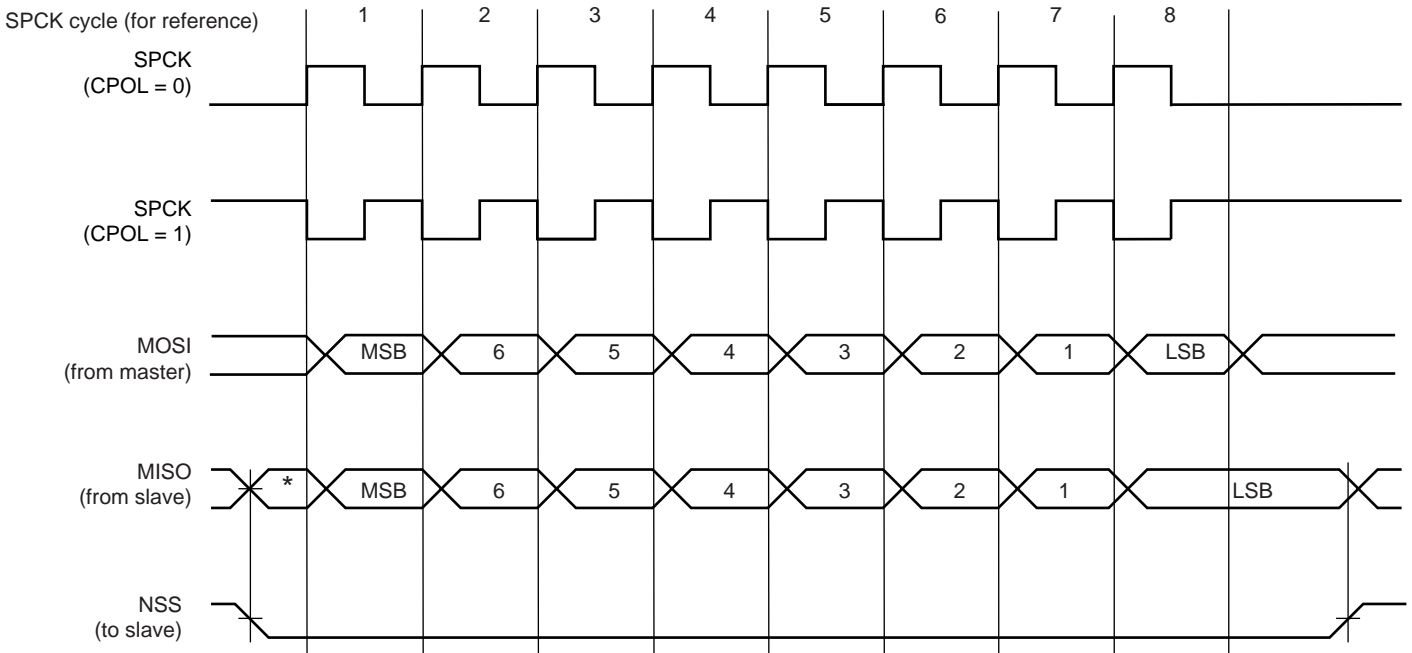 SPCK cycle (for reference)
1 2 3 4 5 6 7 8
SPCK
(CPOL = 0)
SPCK
(CPOL = 1)
MOSI
(from master)
MSB 6 5 4 3 2 1 LSB
MISO
(from slave)
* MSB 6 5 4 3 2 1 LSB
NSS
(to slave)